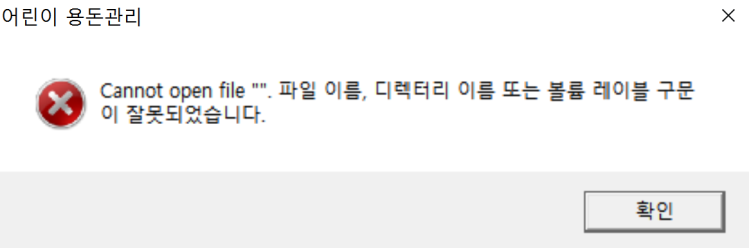 어린이 용돈관리
Cannot open file "". 파일 이름, 디렉터리 이름 또는 볼륨 레이블 구문
이 잘못되었습니다.
확인